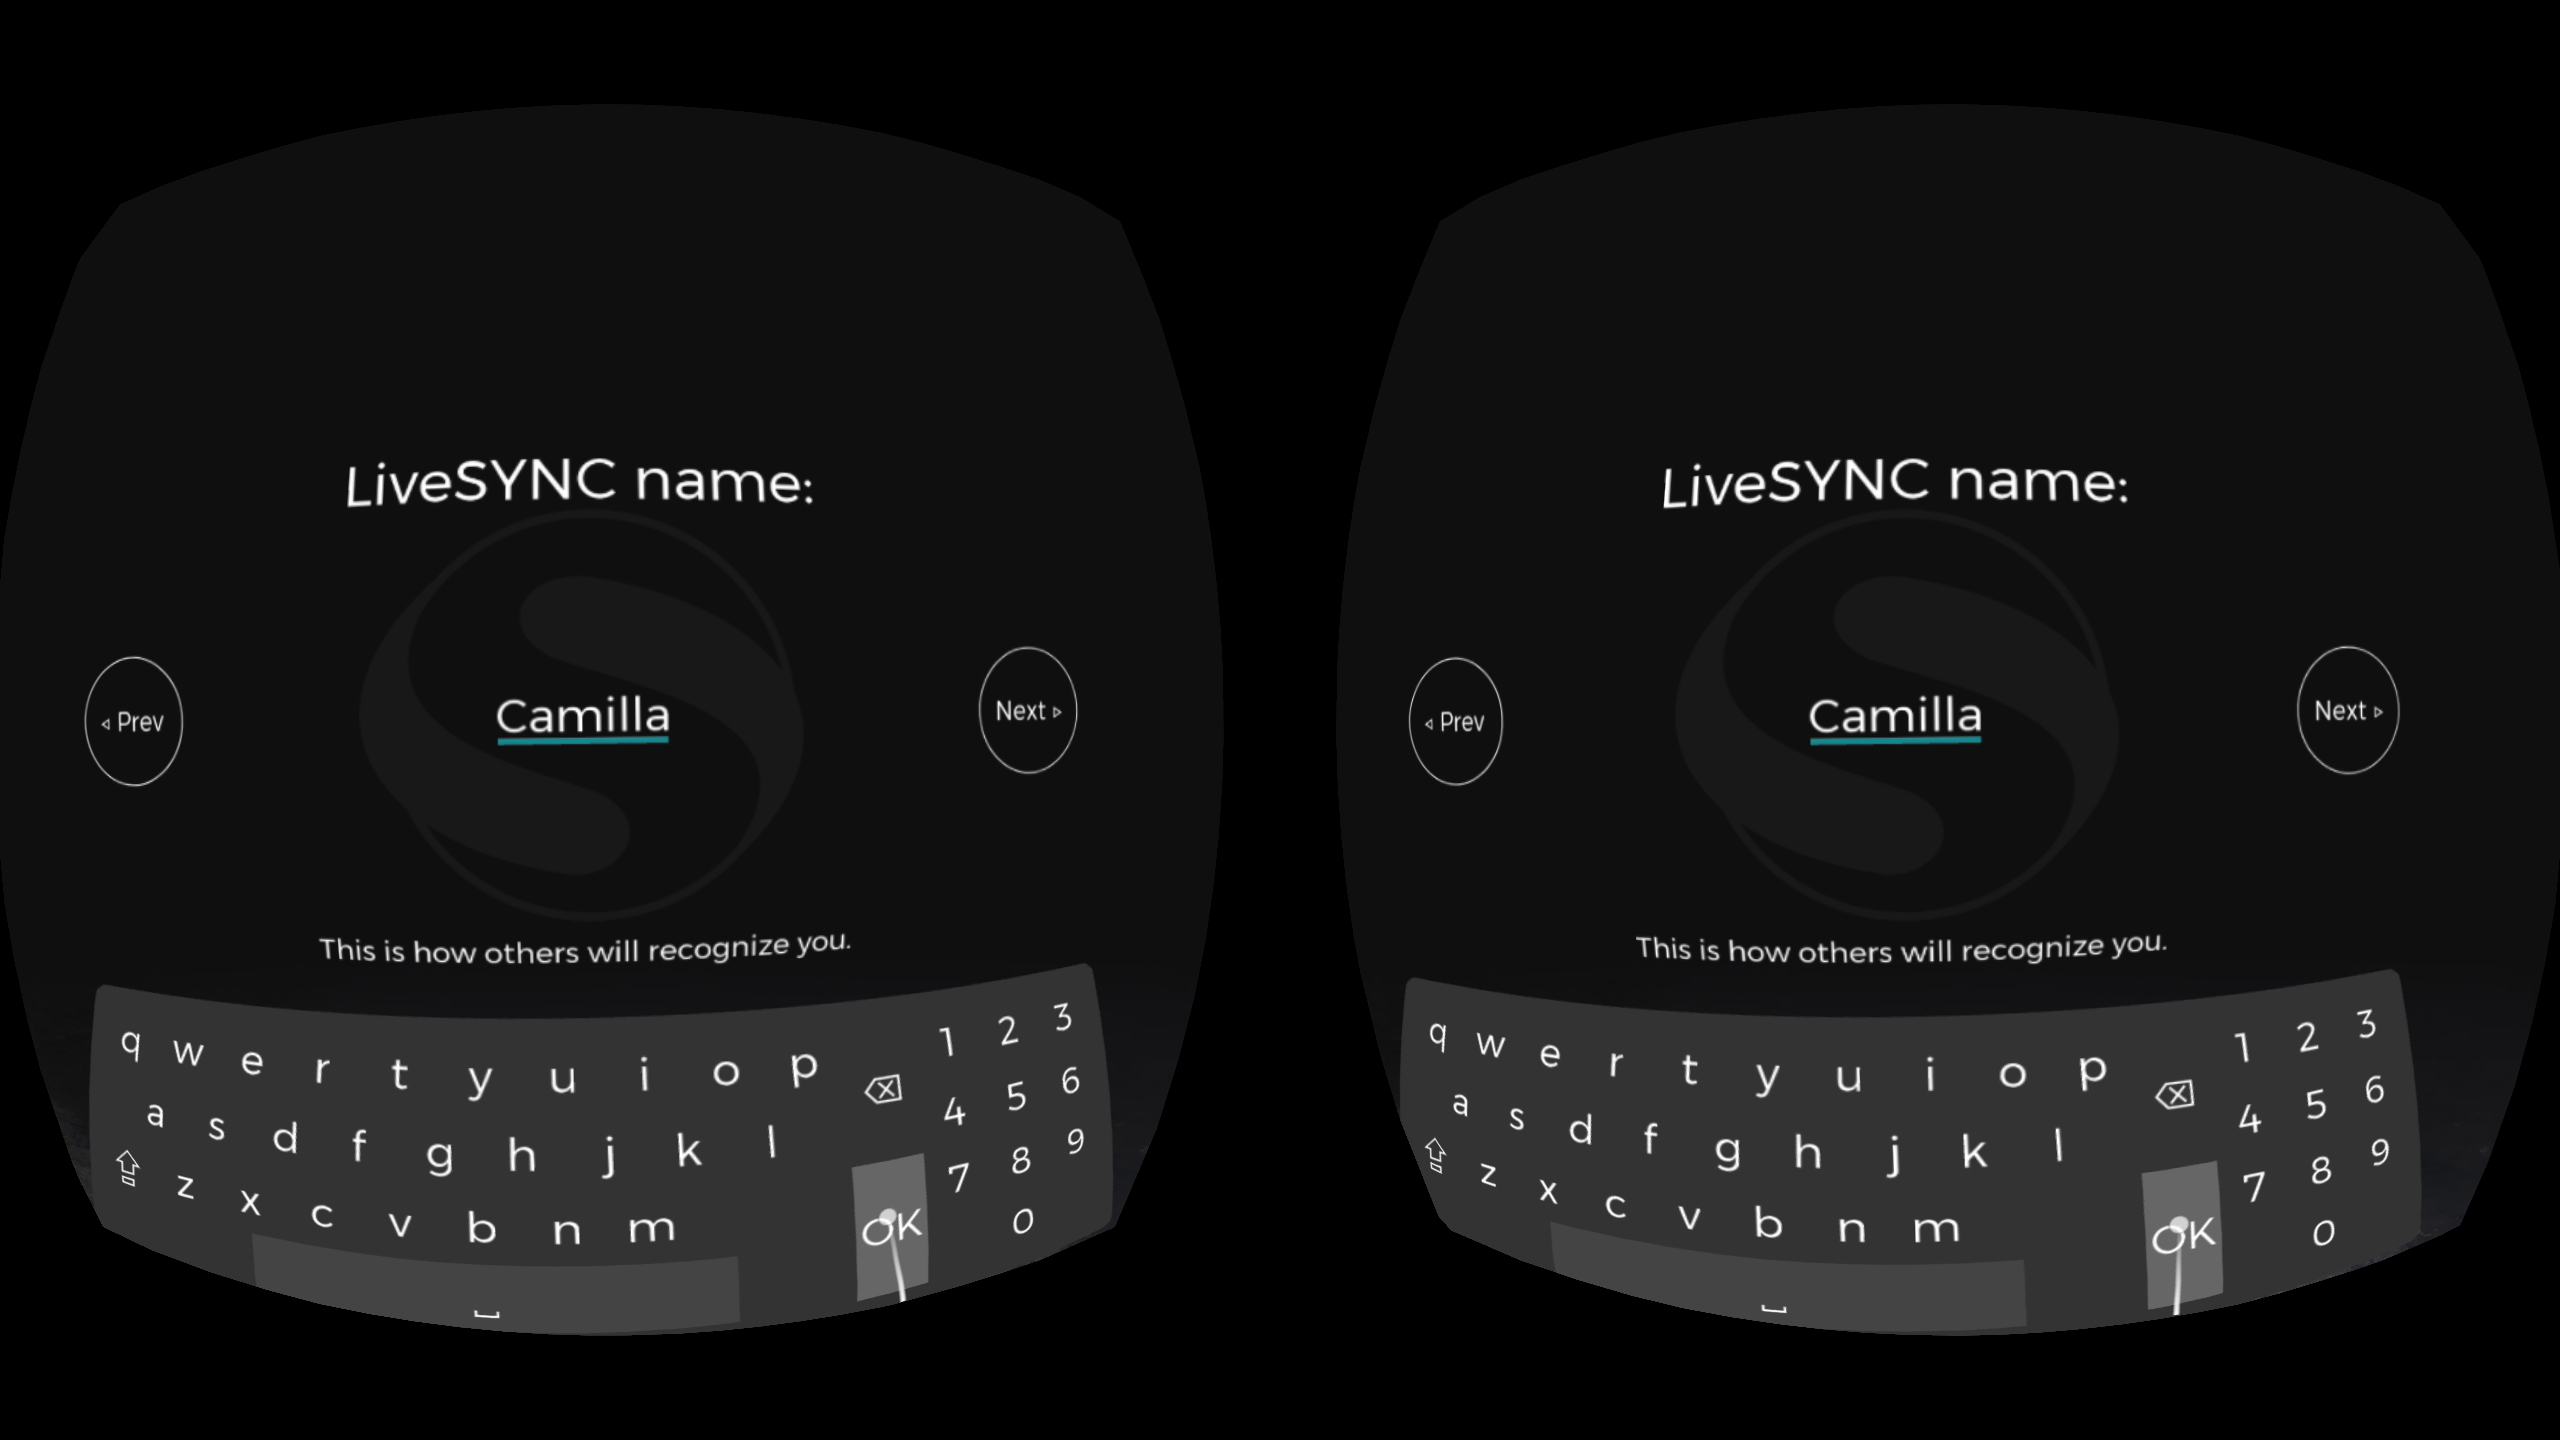 LiveSYNC name:
◃ Prev
Camilla
Next ▹
This is how others will recognize you.
q w e r t y u i o p 1 2 3
a s d f g h j k l 4 5 6
z x c v b n m OK 7 8 9
0
LiveSYNC name:
◃ Prev
Camilla
Next ▹
This is how others will recognize you.
q w e r t y u i o p 1 2 3
a s d f g h j k l 4 5 6
z x c v b n m OK 7 8 9
0